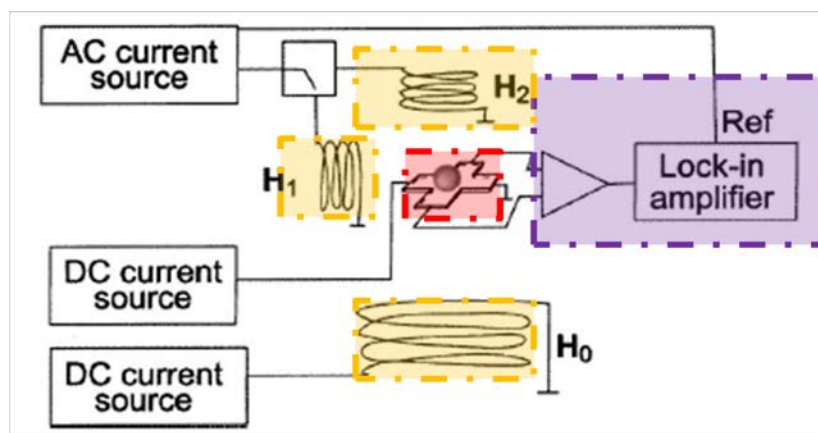 AC current
source
H2
Ref
H1
Lock-in
amplifier
DC current
source
H0
DC current
source